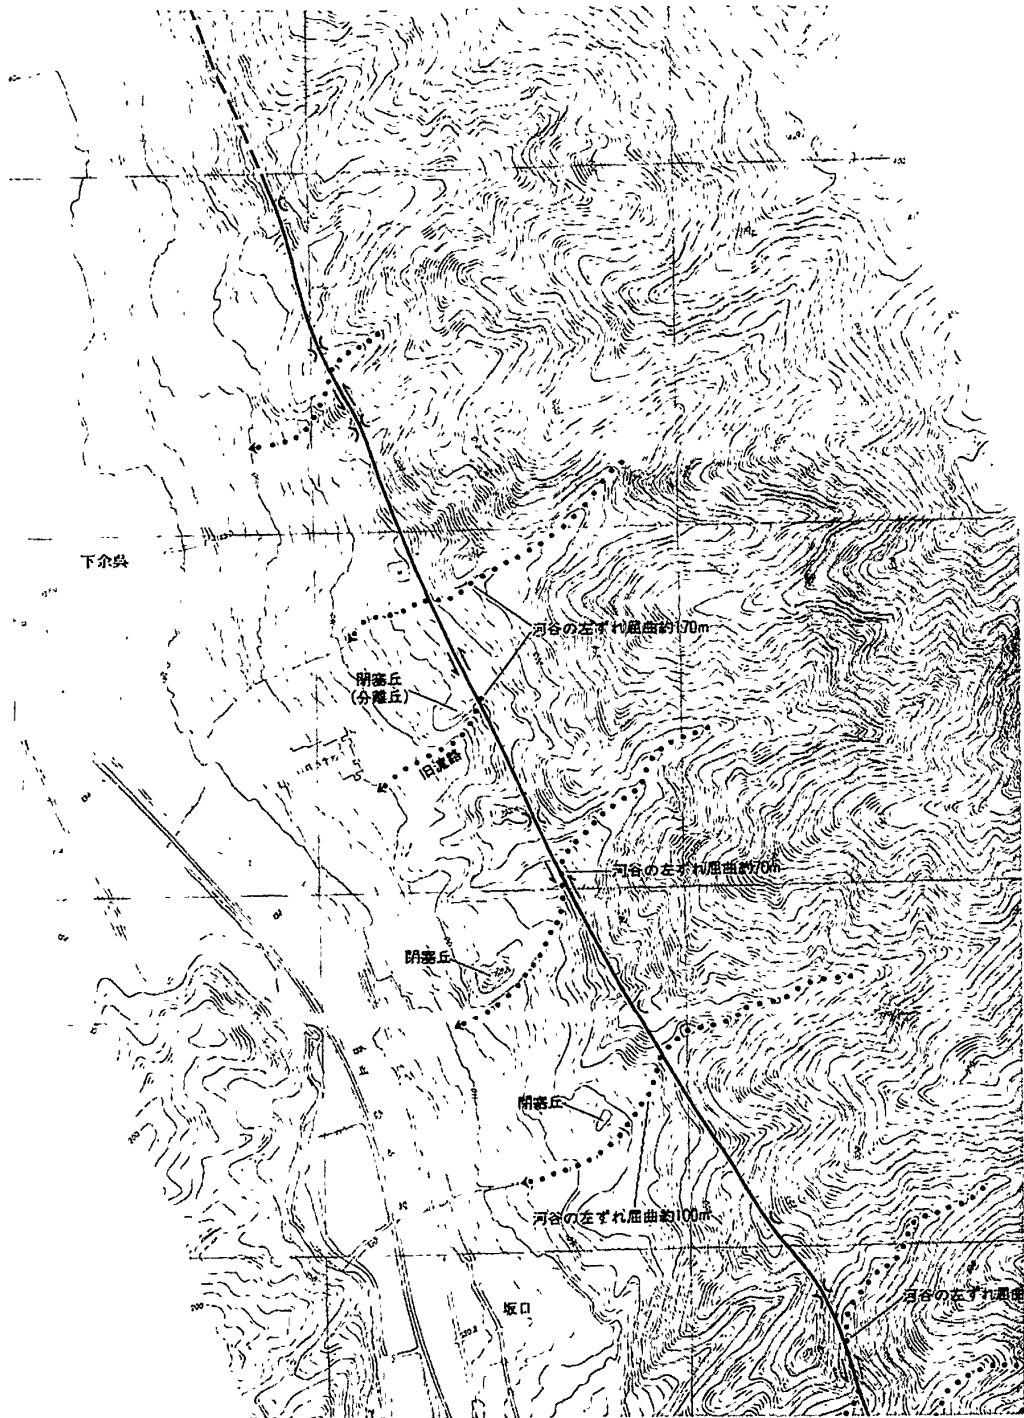 下余呉
河谷の左ずれ屈曲約170m
閉塞丘
(分離丘)
旧流路
河谷の左ずれ屈曲約70m
閉塞丘
閉塞丘
河谷の左ずれ屈曲約100m
河谷の左ずれ屈曲
坂口
200
200